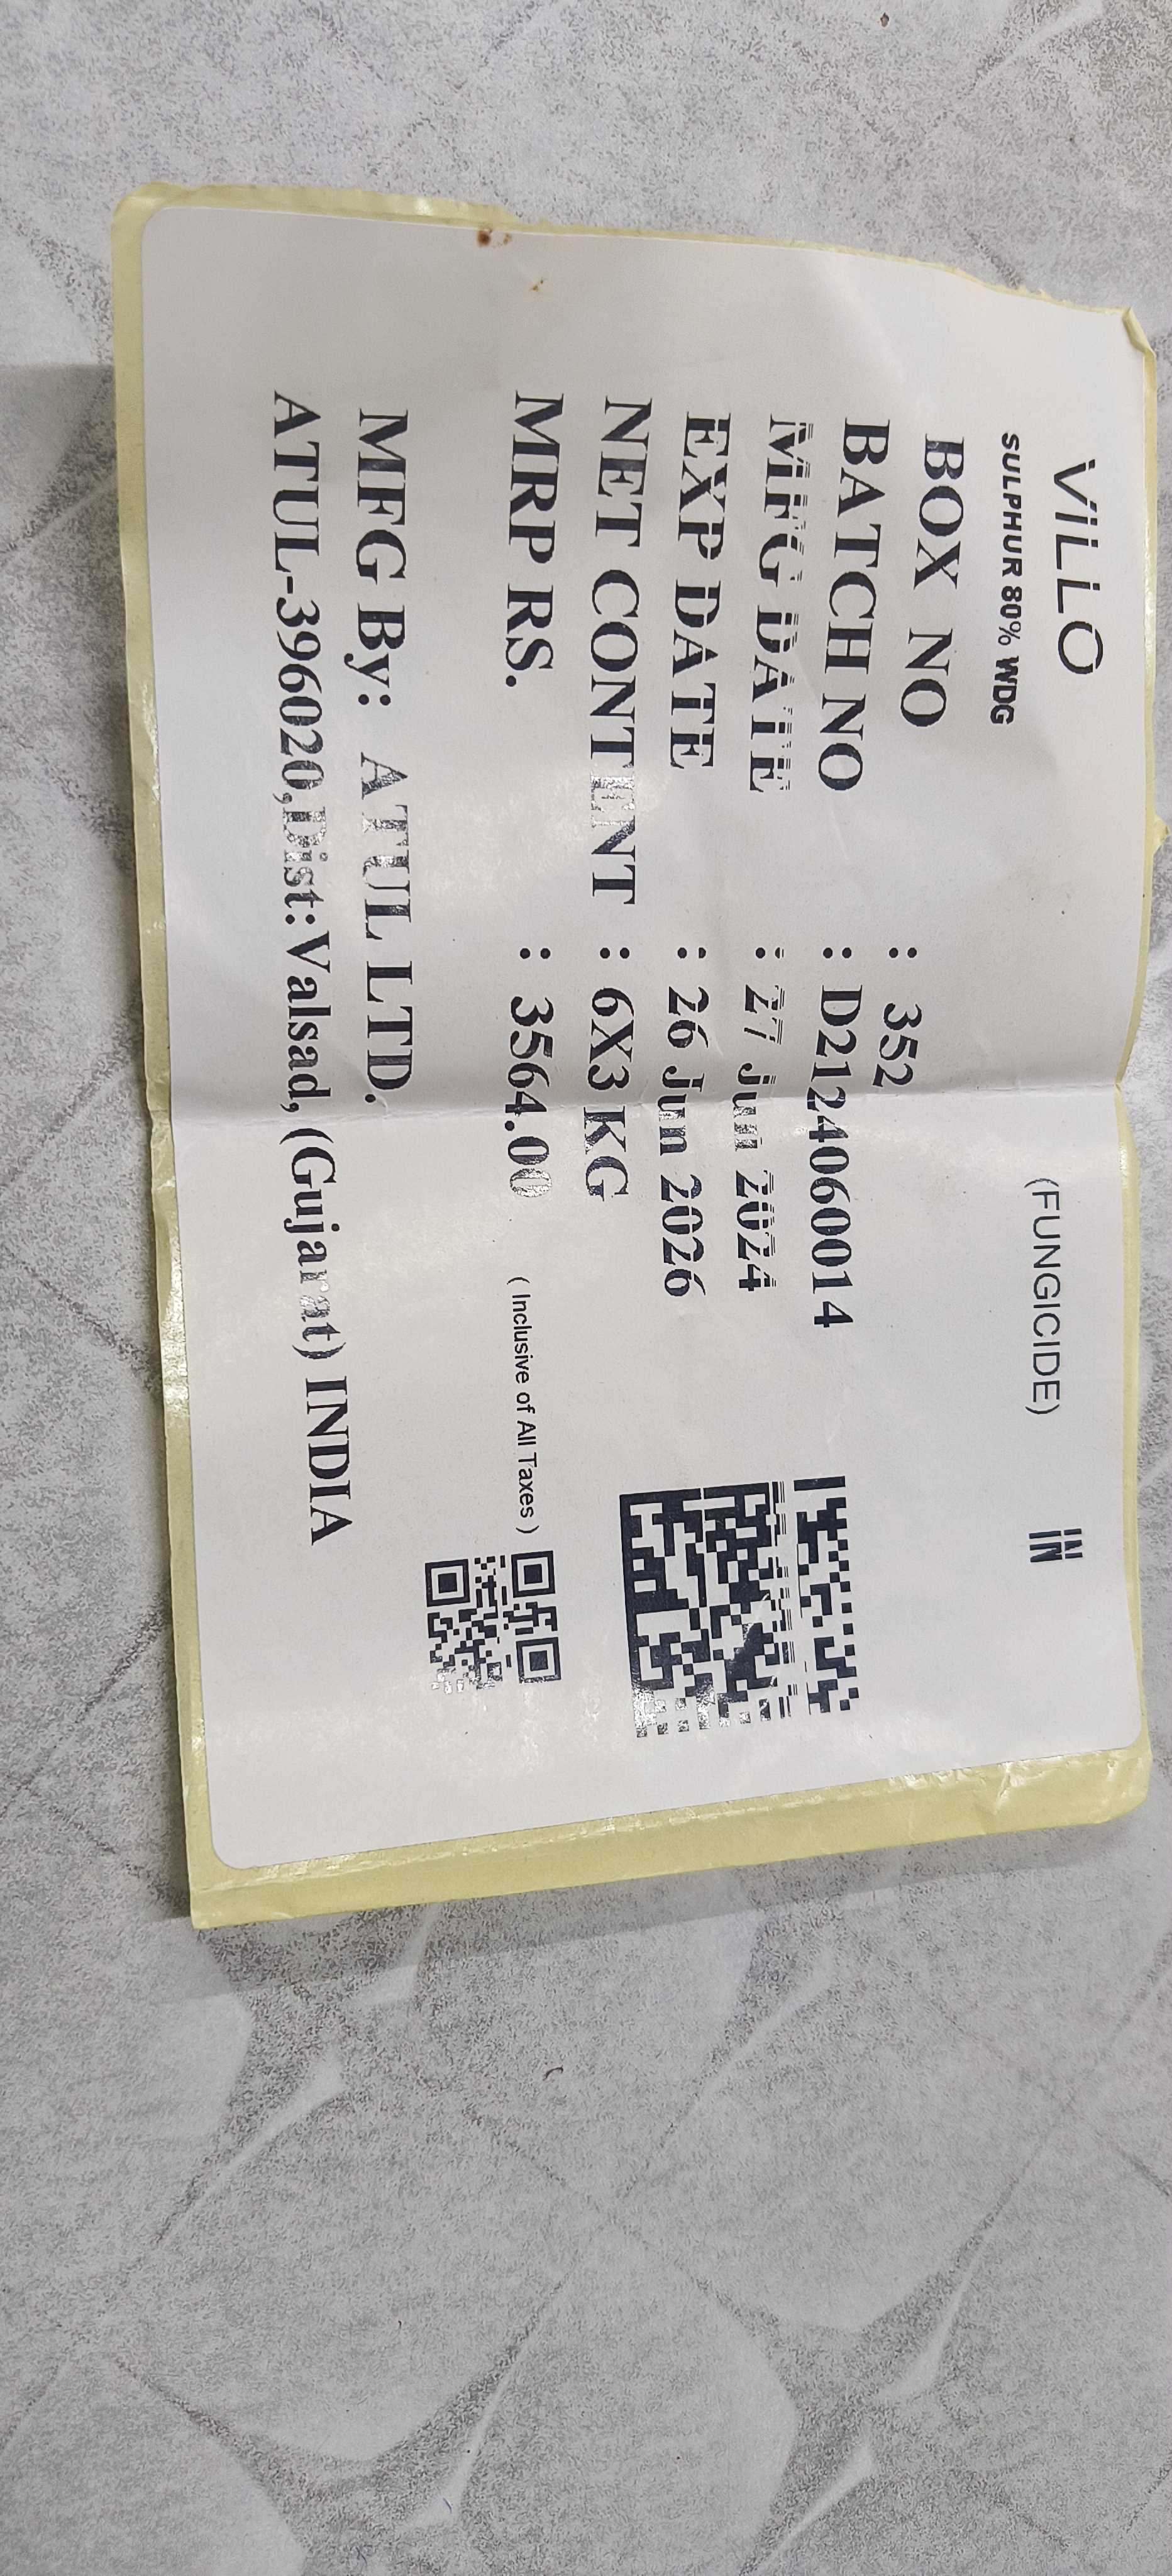 ViLLO (FUNGICIDE) IN
SULPHUR 80% WDG
BOX NO : 352
BATCH NO : D2124060014
MFG DATE : 27 Jun 2024
EXP DATE : 26 Jun 2026
NET CONTENT : 6X3 KG
MRP RS. : 3564.00 ( Inclusive of All Taxes )
MFG By: ATUL LTD.
ATUL-396020,Dist:Valsad, (Gujarat) INDIA